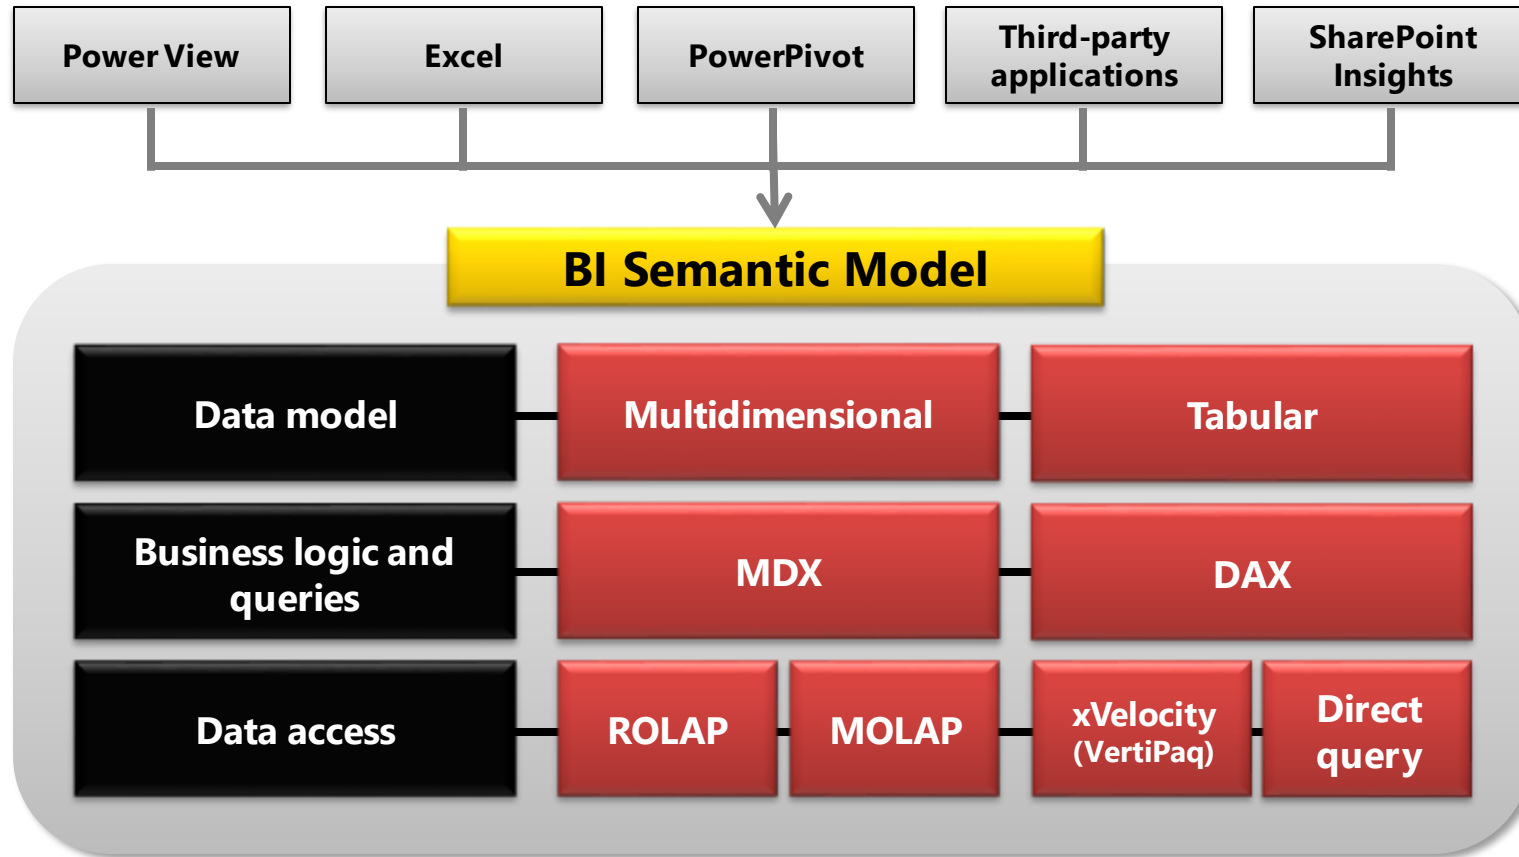 Power View
Excel
PowerPivot
Third-party
applications
SharePoint
Insights
BI Semantic Model
Data model
Multidimensional
Tabular
Business logic and
queries
MDX
DAX
Data access
ROLAP
MOLAP
xVelocity
(VertiPaq)
Direct
query